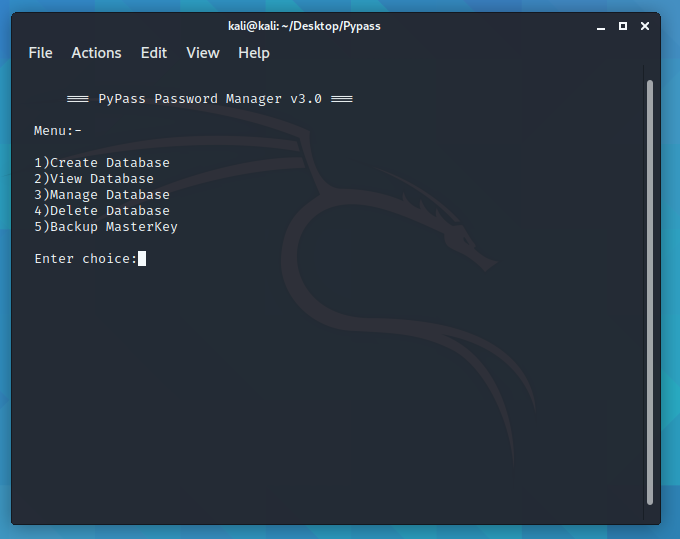 kali@kali: ~/Desktop/Pypass
File Actions Edit View Help
=== PyPass Password Manager v3.0 ===
Menu:-
1)Create Database
2)View Database
3)Manage Database
4)Delete Database
5)Backup MasterKey
Enter choice: